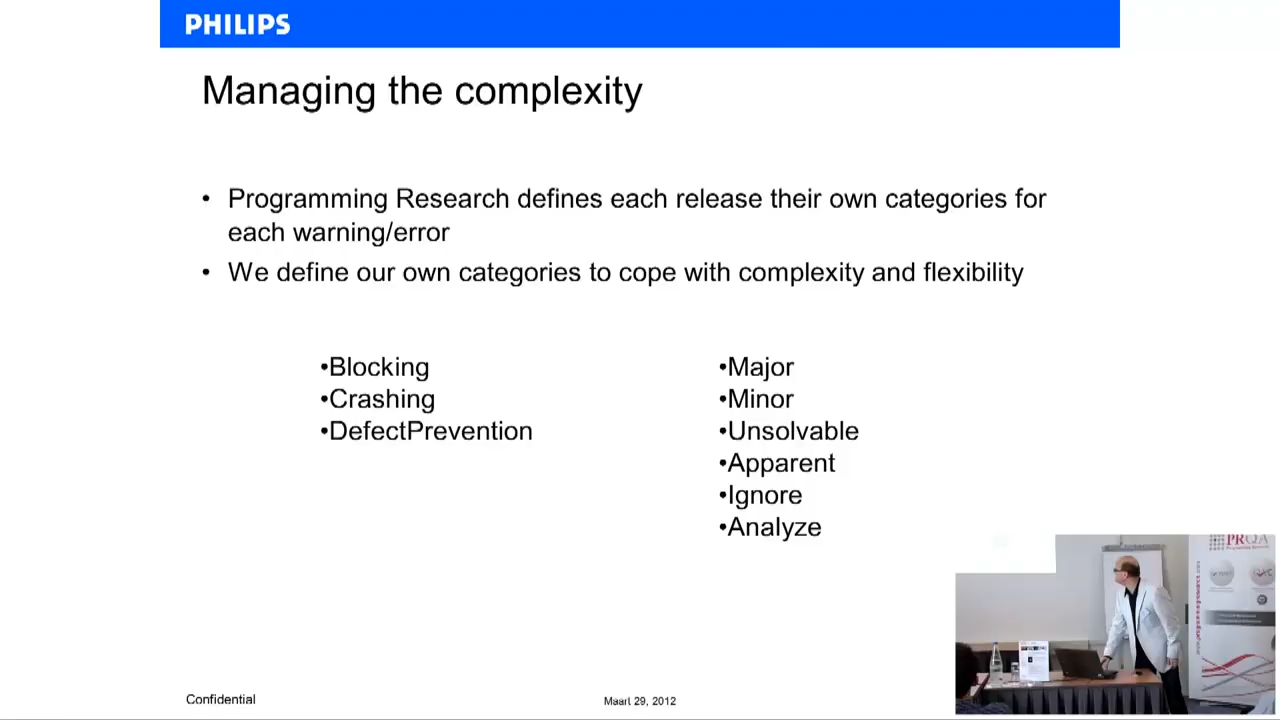 PHILIPS
Managing the complexity
• Programming Research defines each release their own categories for
each warning/error
• We define our own categories to cope with complexity and flexibility
•Blocking
•Crashing
•DefectPrevention
•Major
•Minor
•Unsolvable
•Apparent
•Ignore
•Analyze
PRQA
Confidential
Maart 29, 2012